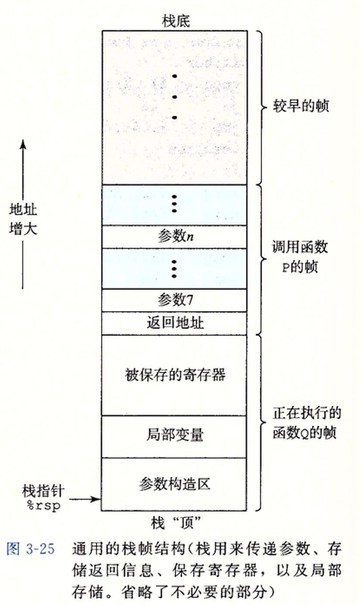 栈底
较早的帧
地址
增大
参数n
调用函数
P的帧
参数7
返回地址
被保存的寄存器
正在执行的
函数Q的帧
局部变量
栈指针
%rsp
参数构造区
栈“顶”
图 3-25 通用的栈帧结构(栈用来传递参数、存
储返回信息、保存寄存器，以及局部
存储。省略了不必要的部分)